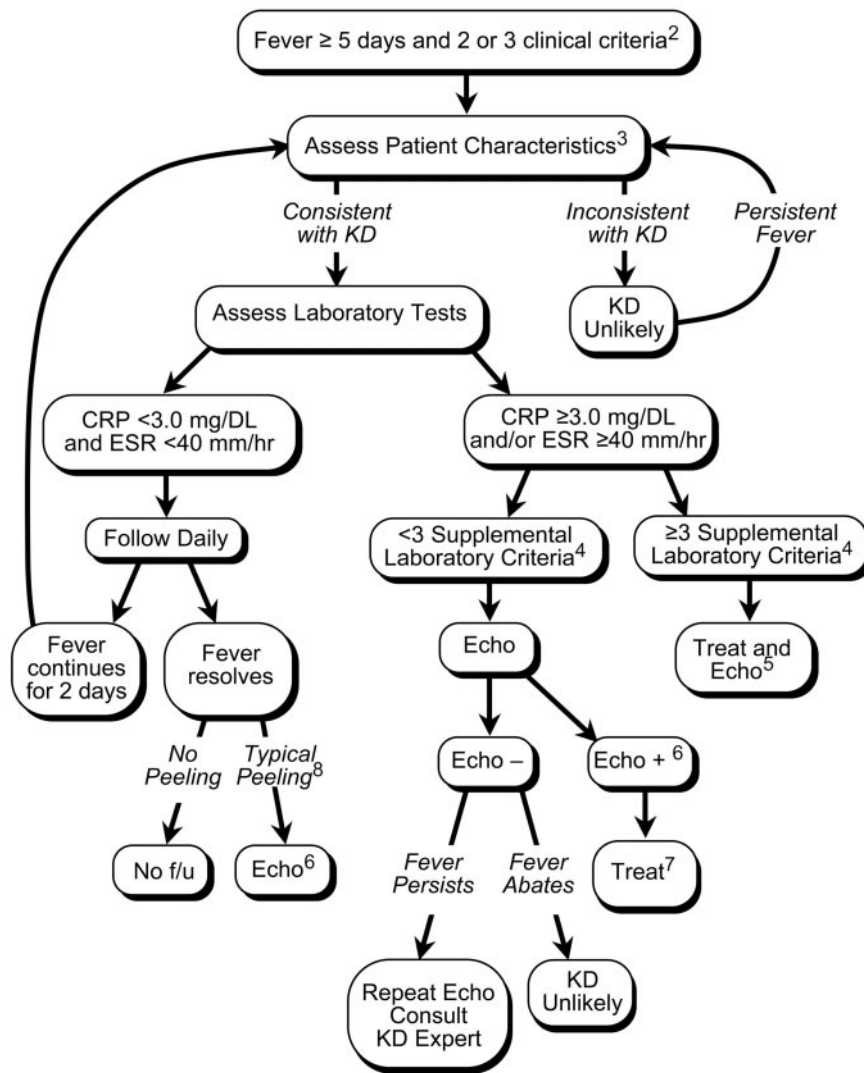 Fever ≥ 5 days and 2 or 3 clinical criteria²
Assess Patient Characteristics³
Consistent
with KD
Inconsistent
with KD
Persistent
Fever
Assess Laboratory Tests
KD
Unlikely
CRP <3.0 mg/DL
and ESR <40 mm/hr
CRP ≥3.0 mg/DL
and/or ESR ≥40 mm/hr
Follow Daily
<3 Supplemental
Laboratory Criteria⁴
≥3 Supplemental
Laboratory Criteria⁴
Fever
continues
for 2 days
Fever
resolves
Echo
Treat and
Echo⁵
No
Peeling
Typical
Peeling⁸
Echo –
Echo + ⁶
No f/u
Echo⁶
Fever
Persists
Fever
Abates
Treat⁷
Repeat Echo
Consult
KD Expert
KD
Unlikely